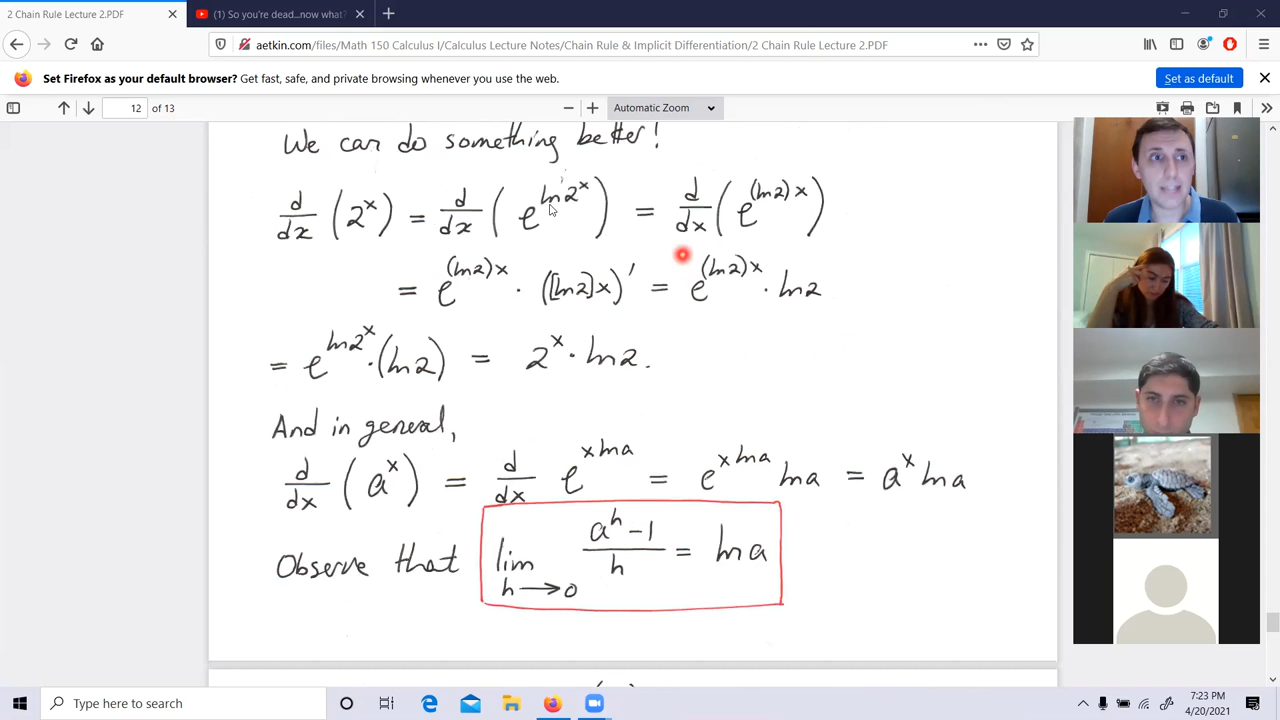 2 Chain Rule Lecture 2.PDF
(1) So you're dead...now what?
aetkin.com/files/Math 150 Calculus I/Calculus Lecture Notes/Chain Rule & Implicit Differentiation/2 Chain Rule Lecture 2.PDF
Set Firefox as your default browser? Get fast, safe, and private browsing whenever you use the web.
Set as default
12 of 13
Automatic Zoom
We can do something better!
d/dx (2^x) = d/dx (e^{ln 2^x}) = d/dx (e^{(ln2)x})
= e^{(ln2)x} · ([ln2]x)' = e^{(ln2)x} · ln2
= e^{ln2^x} · (ln2) = 2^x · ln2.
And in general,
d/dx (a^x) = d/dx e^{x ln a} = e^{x ln a} ln a = a^x ln a
Observe that lim h→0 (a^h - 1)/h = ln a
Type here to search
7:23 PM
4/20/2021